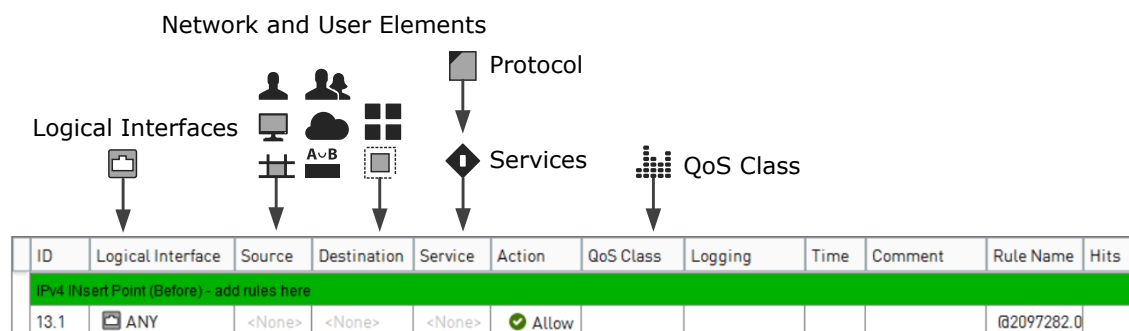 Network and User Elements
Protocol
Logical Interfaces
A∪B
Services
QoS Class
ID Logical Interface Source Destination Service Action QoS Class Logging Time Comment Rule Name Hits
IPv4 INsert Point (Before) - add rules here
13.1 ANY <None> <None> <None> Allow @2097282.0